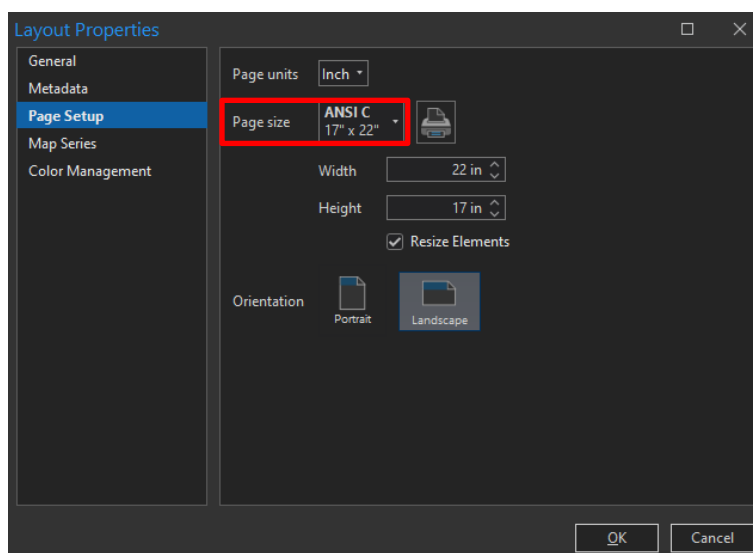 Layout Properties
General
Metadata
Page Setup
Map Series
Color Management
Page units Inch
Page size ANSI C
17" x 22"
Width 22 in
Height 17 in
Resize Elements
Orientation
Portrait Landscape
OK Cancel